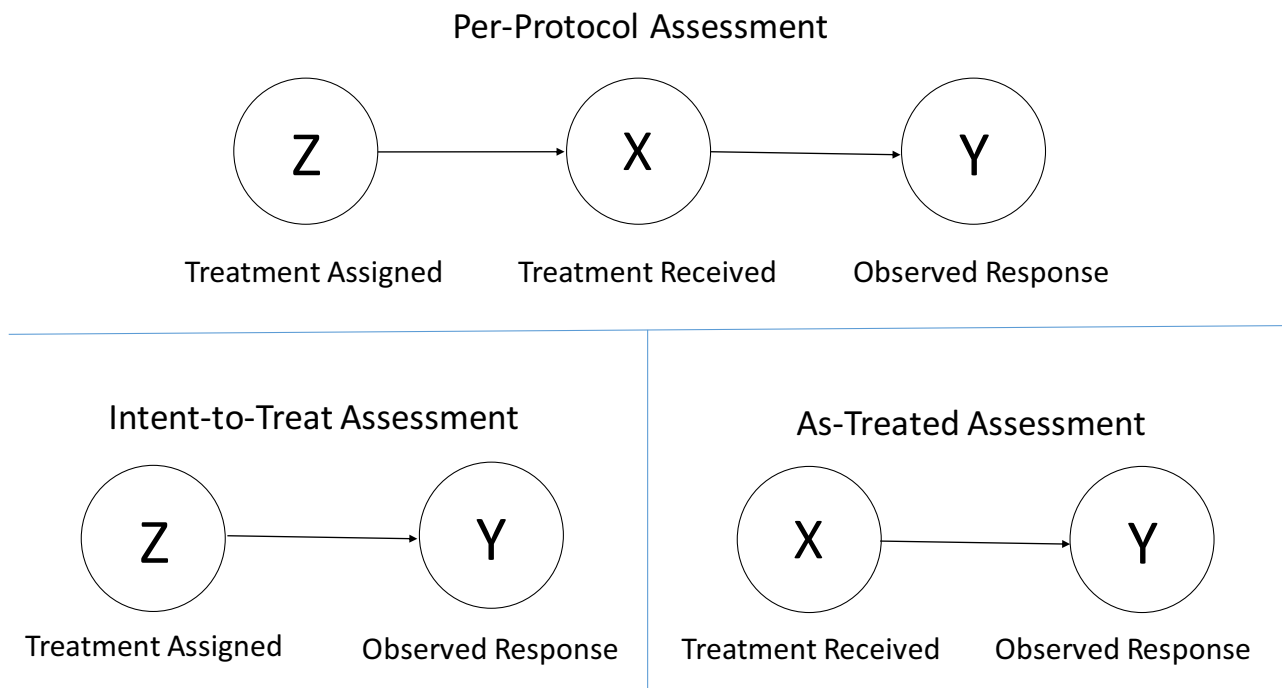 Per-Protocol Assessment
Z
X
Y
Treatment Assigned
Treatment Received
Observed Response
Intent-to-Treat Assessment
Z
Y
Treatment Assigned
Observed Response
As-Treated Assessment
X
Y
Treatment Received
Observed Response